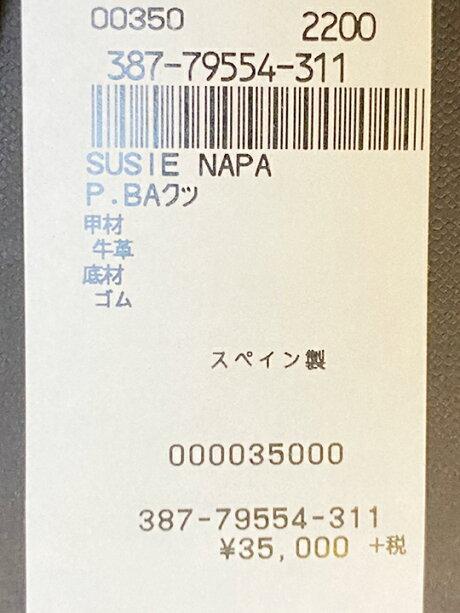 00350 2200
387-79554-311
SUSIE NAPA
P.BAクツ
甲材
牛革
底材
ゴム
スペイン製
000035000
387-79554-311
¥35,000 +税